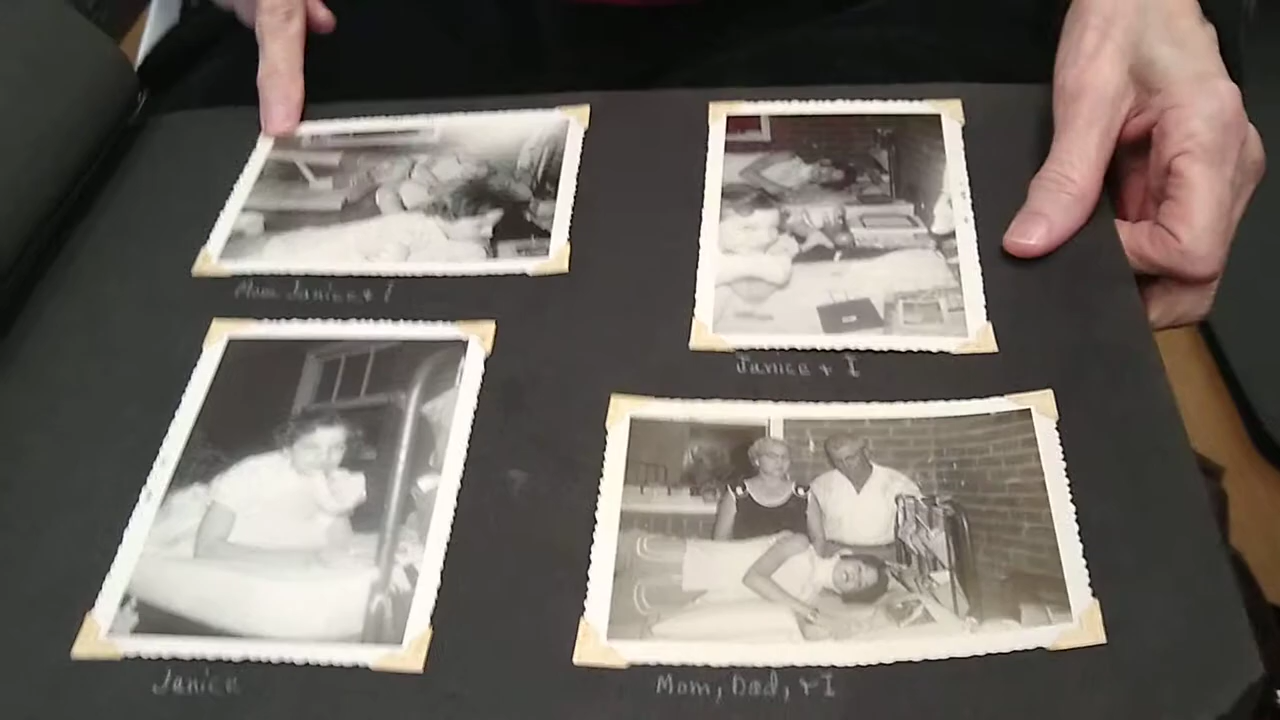 Mom Janice + I
Janice + I
Janice
Mom, Dad, + I